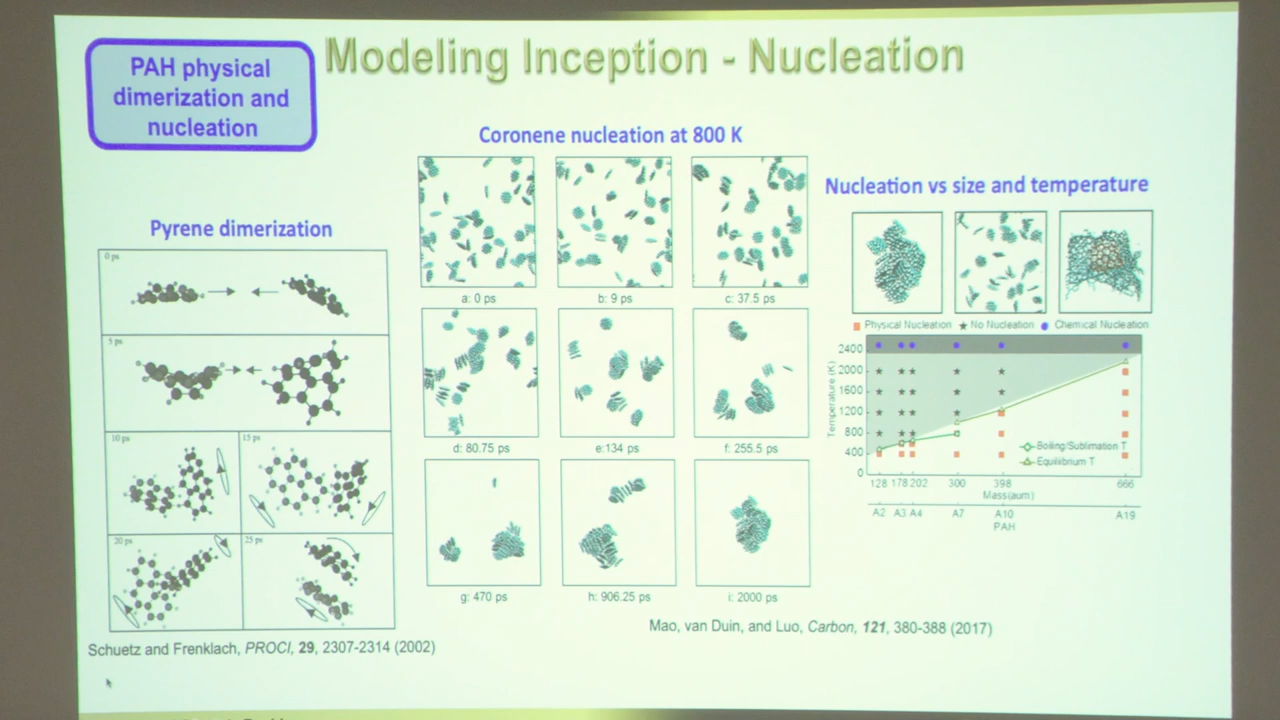 PAH physical
dimerization and
nucleation
Modeling Inception - Nucleation
Coronene nucleation at 800 K
Nucleation vs size and temperature
Pyrene dimerization
0 ps
5 ps
10 ps
15 ps
20 ps
25 ps
a: 0 ps
b: 9 ps
c: 37.5 ps
d: 80.75 ps
e:134 ps
f: 255.5 ps
g: 470 ps
h: 906.25 ps
i: 2000 ps
Physical Nucleation
No Nucleation
Chemical Nucleation
Temperature (K)
2400
2000
1600
1200
800
400
0
Boiling/Sublimation T
Equilibrium T
128 178 202 300 398 666
Mass(aum)
A2 A3 A4 A7 A10 A19
PAH
Mao, van Duin, and Luo, Carbon, 121, 380-388 (2017)
Schuetz and Frenklach, PROCI, 29, 2307-2314 (2002)